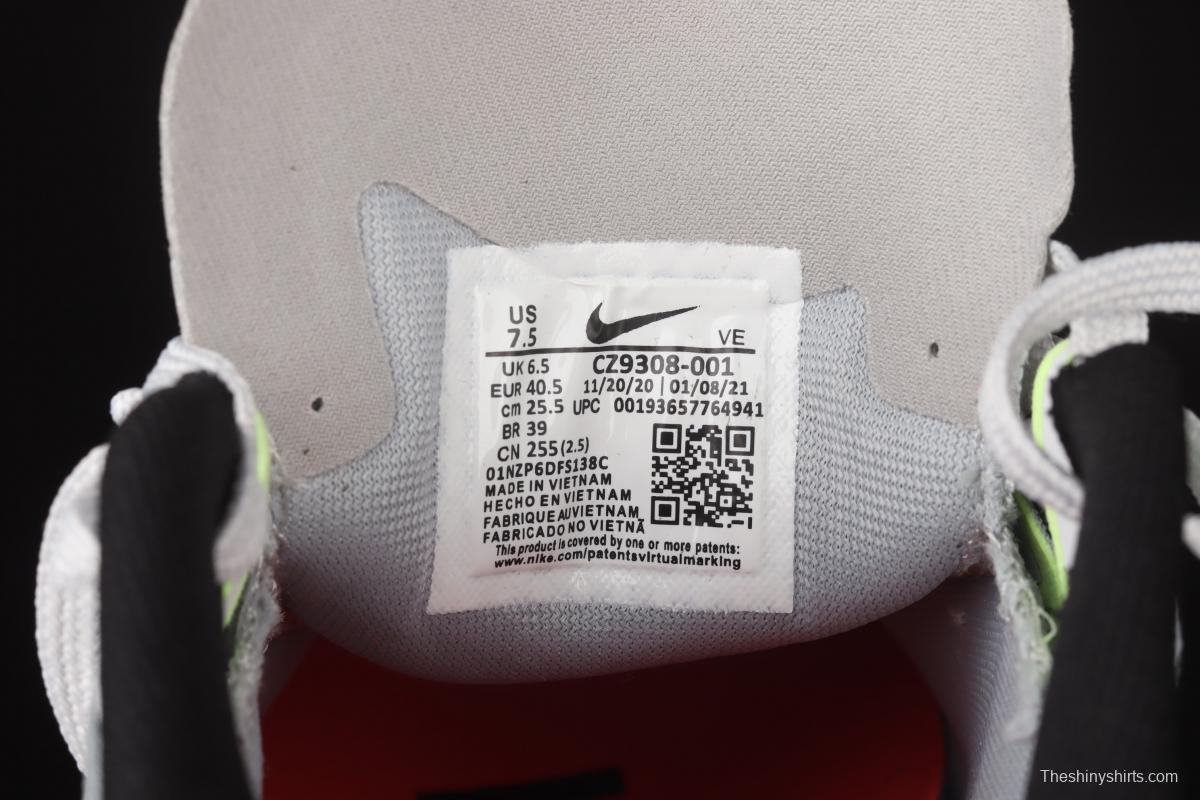 US
7.5 VE
UK 6.5 CZ9308-001
EUR 40.5 11/20/20 | 01/08/21
cm 25.5 UPC 00193657764941
BR 39
CN 255 (2.5)
01NZP6DFS138C
MADE IN VIETNAM
HECHO EN VIETNAM
FABRIQUE AU VIETNAM
FABRICADO NO VIETNÃ
This product is covered by one or more patents:
www.nike.com/patentsvirtualmarking
Theshinyshirts.com